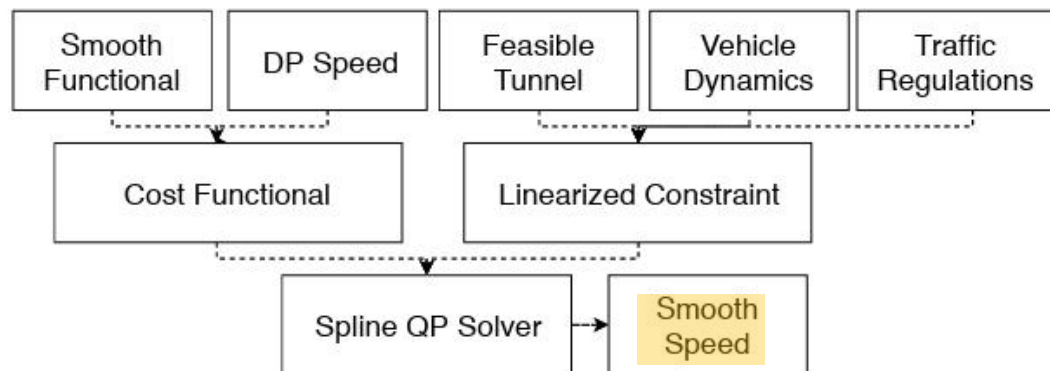 Smooth
Functional
DP Speed
Feasible
Tunnel
Vehicle
Dynamics
Traffic
Regulations
Cost Functional
Linearized Constraint
Spline QP Solver
Smooth
Speed